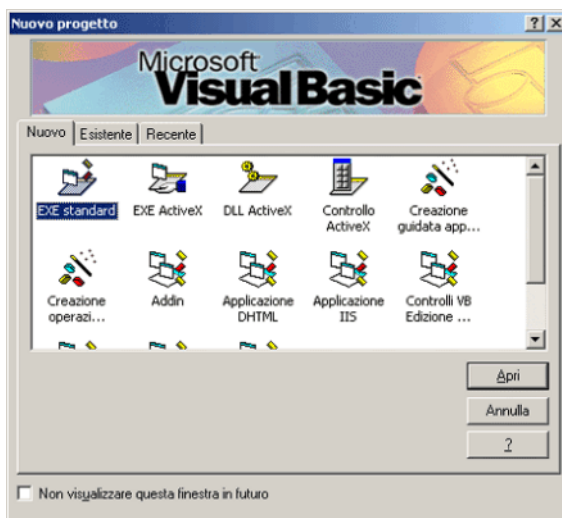 Nuovo progetto
Microsoft
Visual Basic
Nuovo Esistente Recente
EXE standard EXE ActiveX DLL ActiveX Controllo ActiveX Creazione guidata app...
Creazione operazi... Addin Applicazione DHTML Applicazione IIS Controlli VB Edizione ...
Apri
Annulla
?
Non visualizzare questa finestra in futuro